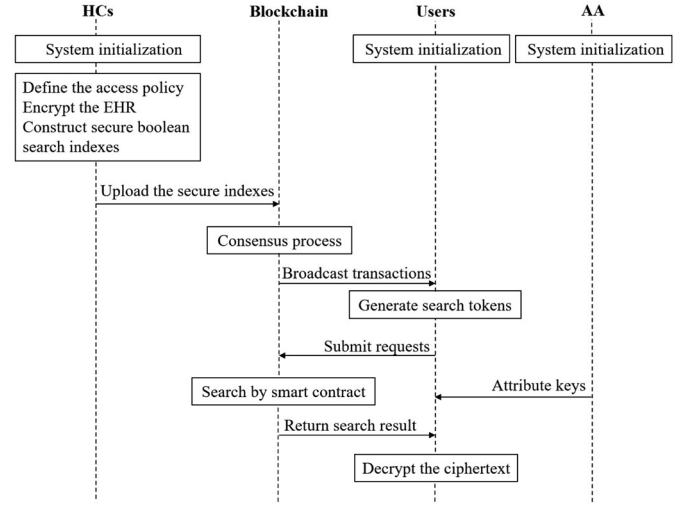 HCs
Blockchain
Users
AA
System initialization
System initialization
System initialization
Define the access policy
Encrypt the EHR
Construct secure boolean
search indexes
Upload the secure indexes
Consensus process
Broadcast transactions
Generate search tokens
Submit requests
Search by smart contract
Attribute keys
Return search result
Decrypt the ciphertext